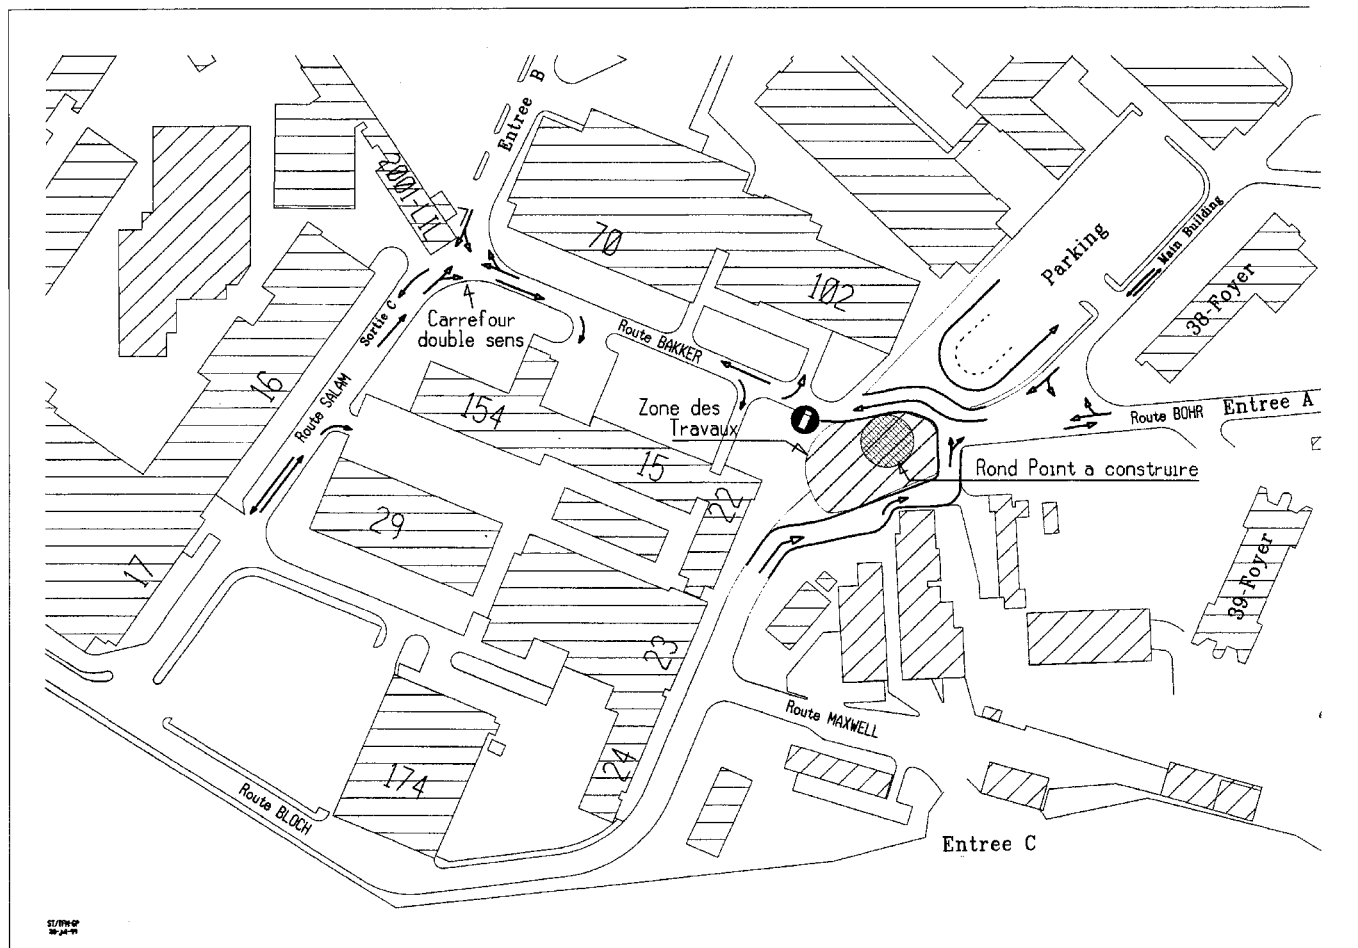 Entree B
2001-LIL
70
102
Parking
Main Building
38-Foyer
Sortie C
Carrefour
double sens
Route BAKKER
16
Route SALAM
154
Zone des
Travaux
Route BOHR
Entree A
15
Rond Point a construire
22
29
17
39-Foyer
23
Route MAXWELL
24
174
Route BLOCH
Entree C